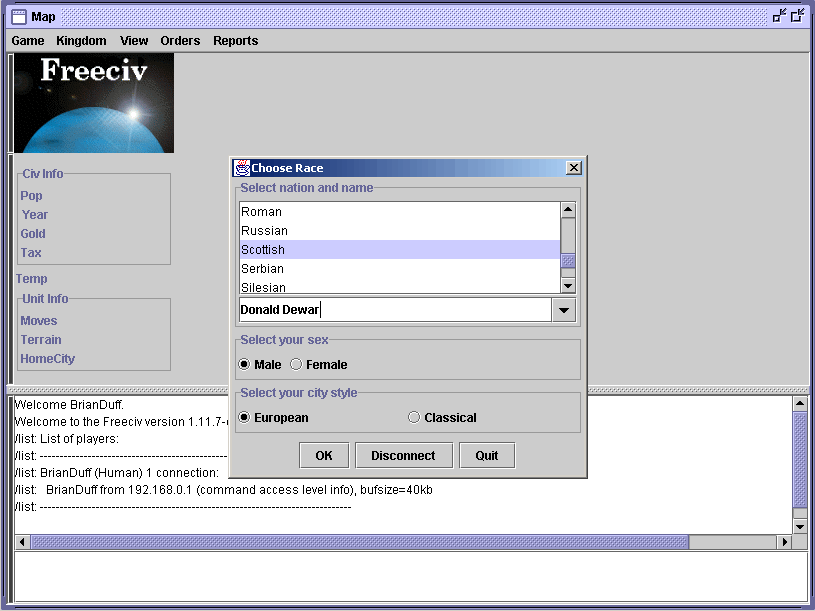 Map
Game Kingdom View Orders Reports
Freeciv
Civ Info
Pop
Year
Gold
Tax
Temp
Unit Info
Moves
Terrain
HomeCity
Choose Race
Select nation and name
Roman
Russian
Scottish
Serbian
Silesian
Donald Dewar
Select your sex
Male Female
Select your city style
European Classical
OK Disconnect Quit
Welcome BrianDuff.
Welcome to the Freeciv version 1.11.7-
/list: List of players:
/list: -----------------------------------------------
/list: BrianDuff (Human) 1 connection:
/list:   BrianDuff from 192.168.0.1 (command access level info), bufsize=40kb
/list: ------------------------------------------------------------------------------